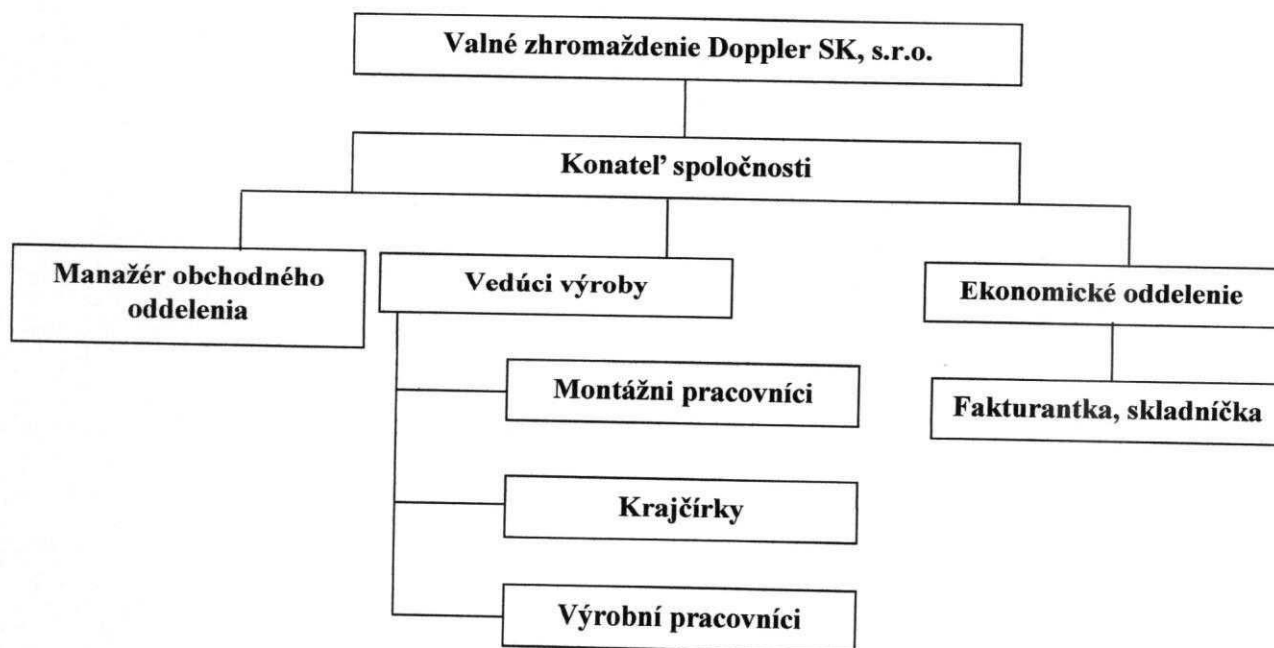 Valné zhromaždenie Doppler SK, s.r.o.
Konateľ spoločnosti
Manažér obchodného
oddelenia
Vedúci výroby
Ekonomické oddelenie
Montážni pracovníci
Fakturantka, skladníčka
Krajčírky
Výrobní pracovníci